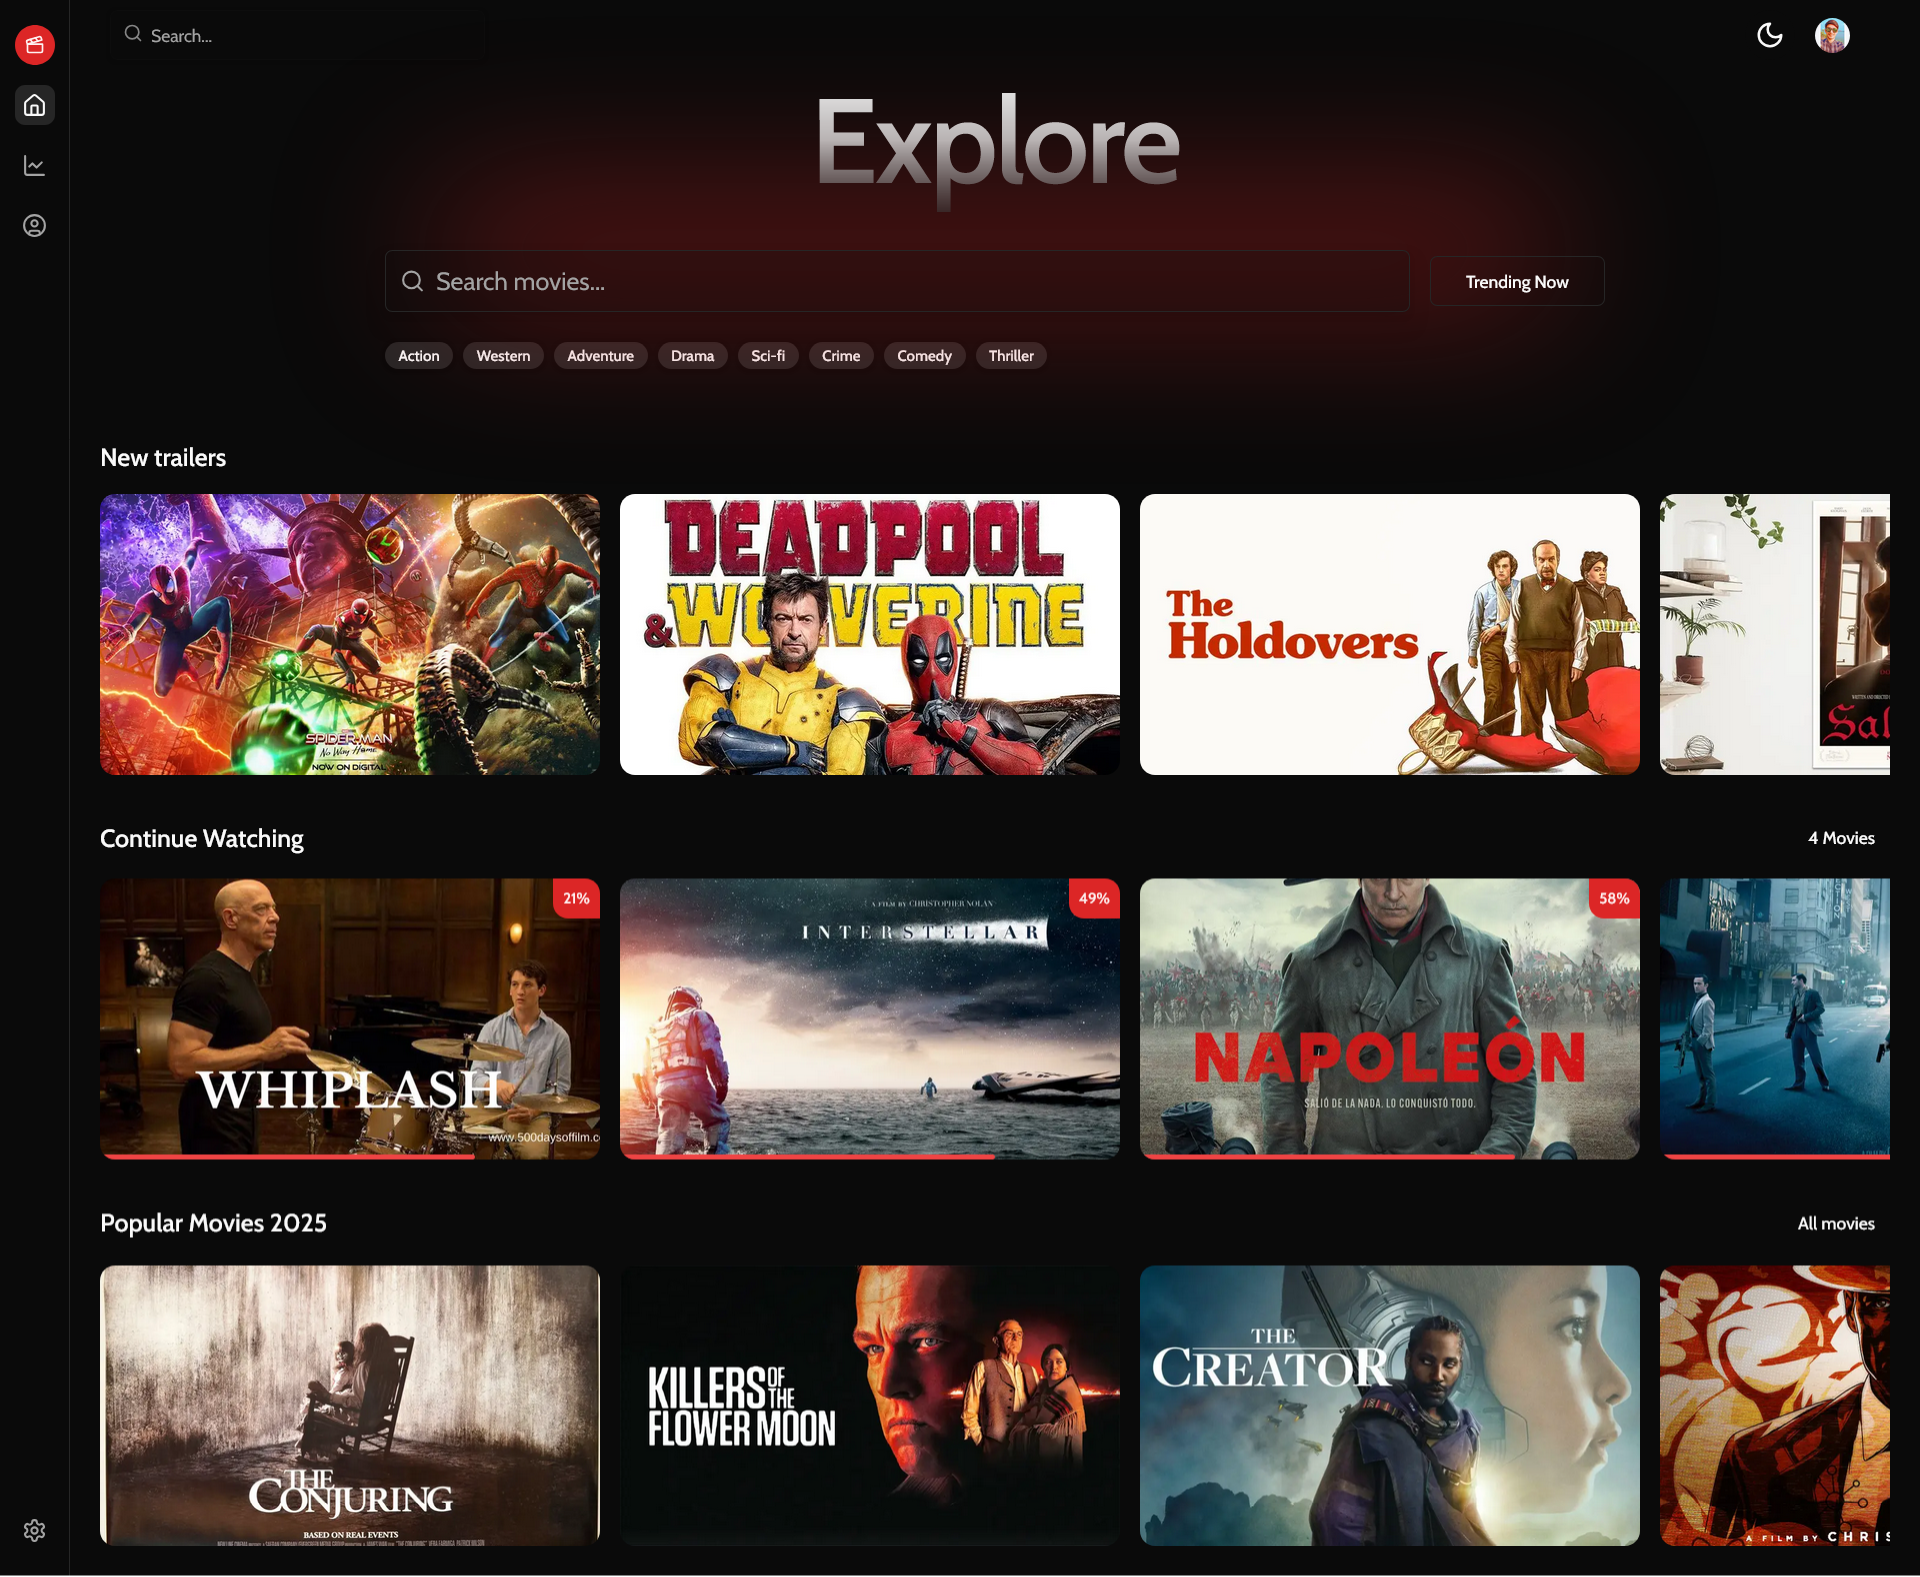 Search...
Explore
Search movies...
Trending Now
Action
Western
Adventure
Drama
Sci-fi
Crime
Comedy
Thriller
New trailers
SPIDER-MAN
No Way Home
NOW ON DIGITAL
DEADPOOL
& WOLVERINE
The
Holdovers
Sal
Continue Watching
4 Movies
21%
WHIPLASH
www.500daysoffilm.c
49%
A FILM BY CHRISTOPHER NOLAN
INTERSTELLAR
58%
NAPOLEÓN
SALIÓ DE LA NADA. LO CONQUISTÓ TODO.
Popular Movies 2025
All movies
THE
CONJURING
BASED ON REAL EVENTS
KILLERS OF THE
FLOWER MOON
THE
CREATOR
A FILM BY CHRIS